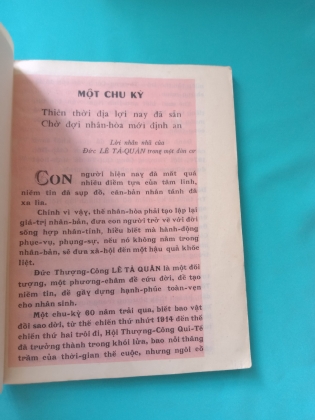 MỘT CHU KỲ
Thiên thời địa lợi nay đã sẵn
Chờ đợi nhân-hòa mới định an
Lời nhắn nhủ của
Đức LÊ TẢ-QUÂN trong một đàn cơ
CON người hiện nay đã mất quá
nhiều điểm tựa của tâm linh,
niềm tin đã sụp đổ, căn-bản nhân tánh đã
xa lìa.
Chính vì vậy, thế nhân-hòa phải tạo lập lại
giá-trị nhân-bản, đưa con người trở về với đời
sống hợp nhân-tính, hiểu biết mà hành-động
phục-vụ, phụng-sự, nếu nó không nằm trong
nhân-bản, sẽ đưa xã-hội đến một hậu quả khốc
liệt.
Đức Thượng-Công LÊ TẢ QUÂN là một đối
tượng, một phương-châm để cứu đời, để tạo
niềm tin, để gây dựng hạnh-phúc toàn-vẹn
cho nhân sinh.
Một chu-kỳ 60 năm trải qua, biết bao vật
đổi sao dời, từ thế chiến thứ nhứt 1914 đến thế
chiến thứ hai trôi đi, Hội Thượng-Công Quí-Tế
đã trưởng thành trong khói lửa, bao nỗi thăng
trầm của thời-gian thế cuộc, nhưng ngôi cổ